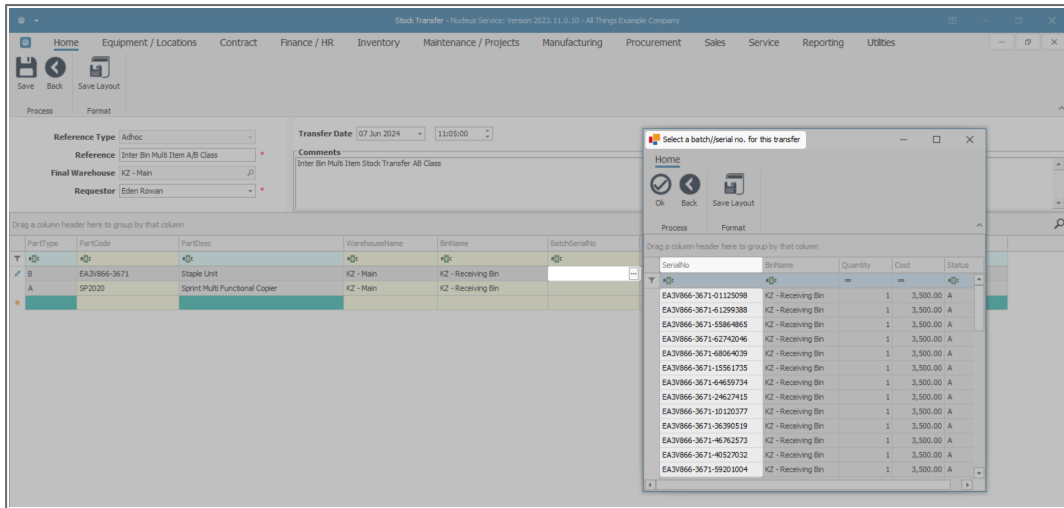 Stock Transfer - Nucleus Service: Version 2023.11.0.10 - All Things Example Company
Home Equipment / Locations Contract Finance / HR Inventory Maintenance / Projects Manufacturing Procurement Sales Service Reporting Utilities
Save Back Save Layout
Process Format
Reference Type Adhoc
Reference Inter Bin Multi Item A/B Class *
Final Warehouse KZ - Main
Requestor Eden Rowan *
Transfer Date 07 Jun 2024 11:05:00
Comments
Inter Bin Multi Item Stock Transfer AB Class
Drag a column header here to group by that column
PartType PartCode PartDesc WarehouseName BinName BatchSerialNo
B EA3V866-3671 Staple Unit KZ - Main KZ - Receiving Bin
A SP2020 Sprint Multi Functional Copier KZ - Main KZ - Receiving Bin
Select a batch//serial no. for this transfer
Home
Ok Back Save Layout
Process Format
Drag a column header here to group by that column
SerialNo BinName Quantity Cost Status
EA3V866-3671-01125098 KZ - Receiving Bin 1 3,500.00 A
EA3V866-3671-61299388 KZ - Receiving Bin 1 3,500.00 A
EA3V866-3671-55864865 KZ - Receiving Bin 1 3,500.00 A
EA3V866-3671-62742046 KZ - Receiving Bin 1 3,500.00 A
EA3V866-3671-68064039 KZ - Receiving Bin 1 3,500.00 A
EA3V866-3671-15561735 KZ - Receiving Bin 1 3,500.00 A
EA3V866-3671-64659734 KZ - Receiving Bin 1 3,500.00 A
EA3V866-3671-24627415 KZ - Receiving Bin 1 3,500.00 A
EA3V866-3671-10120377 KZ - Receiving Bin 1 3,500.00 A
EA3V866-3671-36390519 KZ - Receiving Bin 1 3,500.00 A
EA3V866-3671-46762573 KZ - Receiving Bin 1 3,500.00 A
EA3V866-3671-40527032 KZ - Receiving Bin 1 3,500.00 A
EA3V866-3671-59201004 KZ - Receiving Bin 1 3,500.00 A